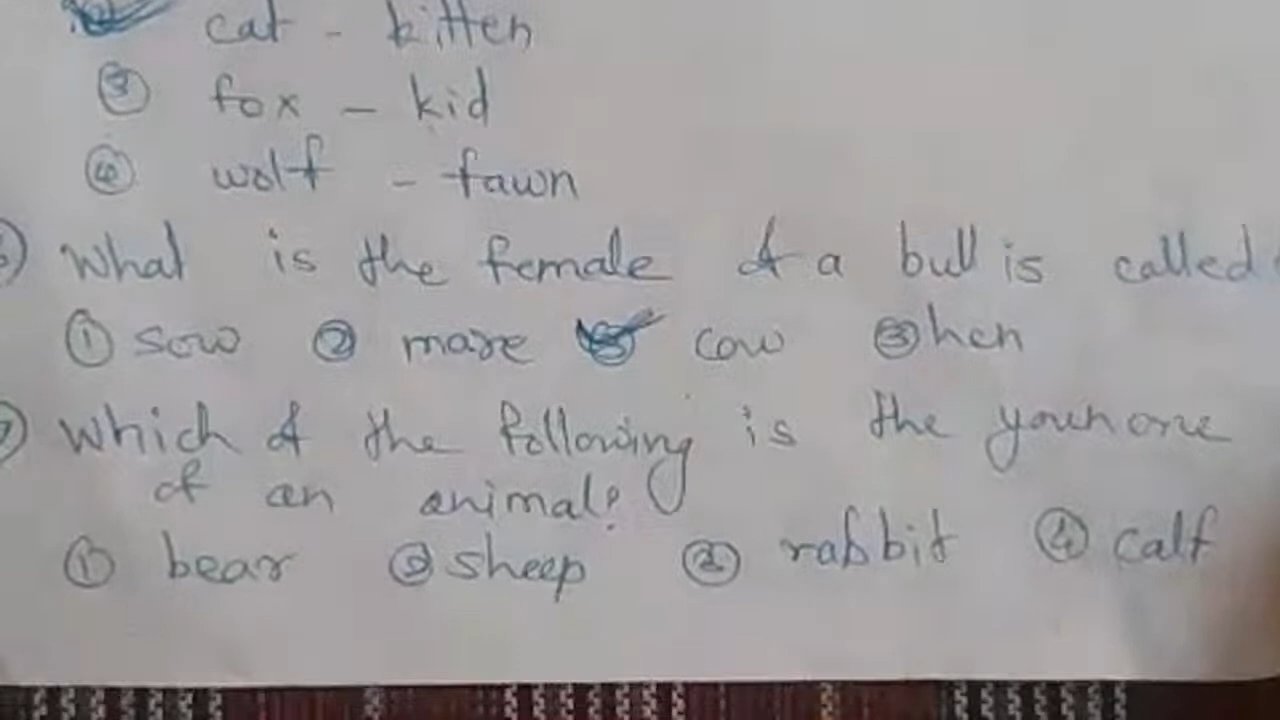 cat - kitten
③ fox - kid
④ wolf - fawn
What is the female of a bull is called
① sow ② mare cow ③ hen
Which of the following is the youn one
of an animal?
① bear ② sheep ② rabbit ④ calf